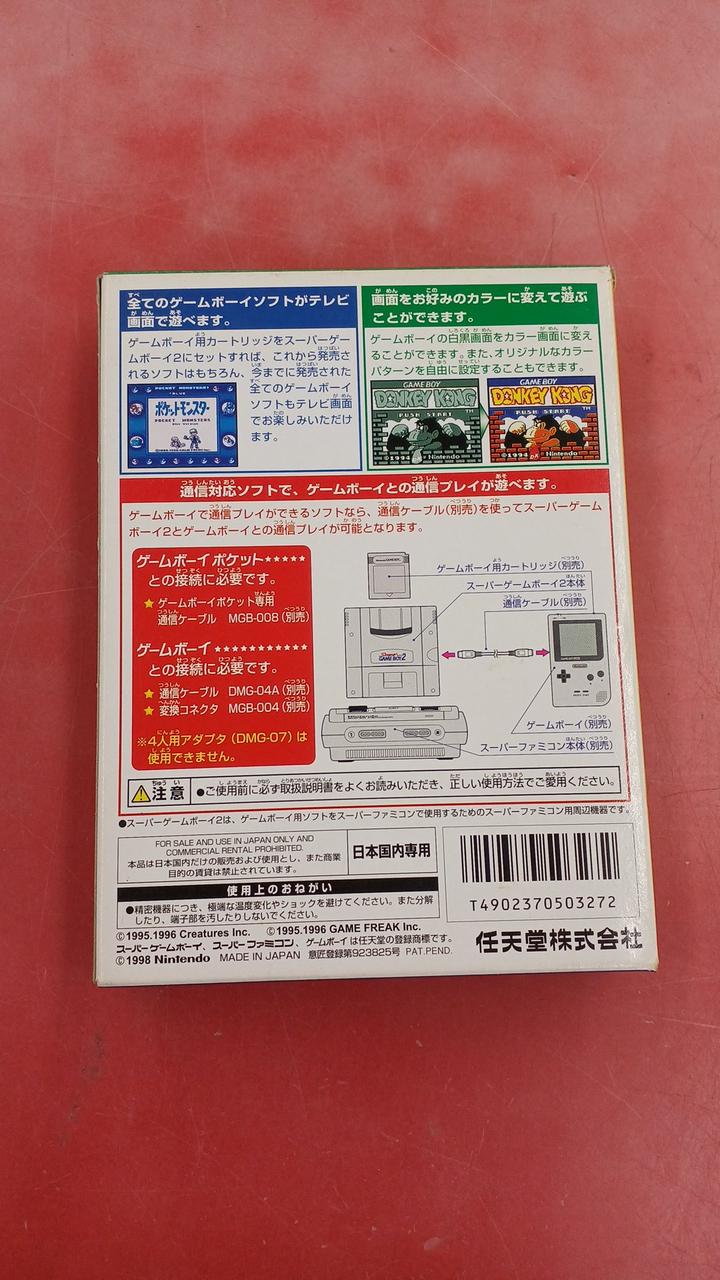 全てのゲームボーイソフトがテレビ
画面で遊べます。
ゲームボーイ用カートリッジをスーパーゲー
ムボーイ2にセットすれば、これから発売さ
れるソフトはもちろん、今までに発売された
全てのゲームボーイ
ソフトもテレビ画面
でお楽しみいただけ
ます。
POCKET MONSTERS
BLUE
ポケットモンスター
POCKET MONSTERS
画面をお好みのカラーに変えて遊ぶ
ことができます。
ゲームボーイの白黒画面をカラー画面に変え
ることができます。また、オリジナルなカラー
パターンを自由に設定することもできます。
GAME BOY
DONKEY KONG
TM
PUSH START
©1994 Nintendo
GAME BOY
DONKEY KONG
TM
PUSH START
©1994 Nintendo
通信対応ソフトで、ゲームボーイとの通信プレイが遊べます。
ゲームボーイで通信プレイができるソフトなら、通信ケーブル(別売)を使ってスーパーゲーム
ボーイ2とゲームボーイとの通信プレイが可能となります。
ゲームボーイ ポケット★★★★★
との接続に必要です。
★ゲームボーイポケット専用
通信ケーブル MGB-008(別売)
ゲームボーイ★★★★★★★★★★★
との接続に必要です。
★通信ケーブル DMG-04A(別売)
★変換コネクタ MGB-004(別売)
※4人用アダプタ(DMG-07)は
使用できません。
ゲームボーイ用カートリッジ(別売)
スーパーゲームボーイ2本体
通信ケーブル(別売)
Super GAME BOY 2
ゲームボーイ(別売)
スーパーファミコン本体(別売)
注意 ●ご使用前に必ず取扱説明書をよくお読みいただき、正しい使用方法でご愛用ください。
●スーパーゲームボーイ2は、ゲームボーイ用ソフトをスーパーファミコンで使用するためのスーパーファミコン用周辺機器です。
FOR SALE AND USE IN JAPAN ONLY AND
COMMERCIAL RENTAL PROHIBITED.
本品は日本国内だけの販売および使用とし、また商業
目的の賃貸は禁止されています。
日本国内専用
使用上のおねがい
●精密機器につき、極端な温度変化やショックを避けてください。また分解
したり、端子部を汚したりしないでください。
T4902370503272
©1995.1996 Creatures Inc. ©1995.1996 GAME FREAK Inc.
スーパーゲームボーイ、スーパーファミコン、ゲームボーイは任天堂の登録商標です。
©1998 Nintendo MADE IN JAPAN 意匠登録第923825号 PAT.PEND.
任天堂株式会社